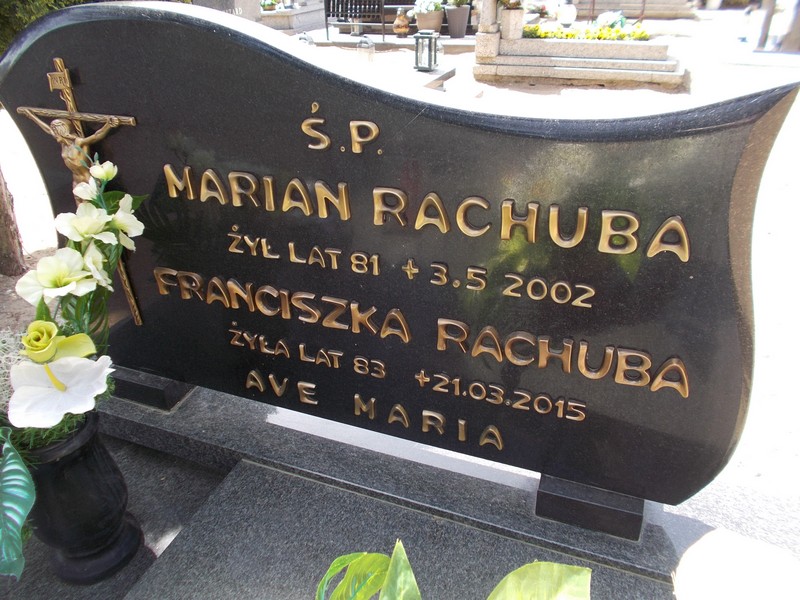 Ś.P.
MARIAN RACHUBA
ŻYŁ LAT 81 + 3.5 2002
FRANCISZKA RACHUBA
ŻYŁA LAT 83 +21.03.2015
AVE MARIA